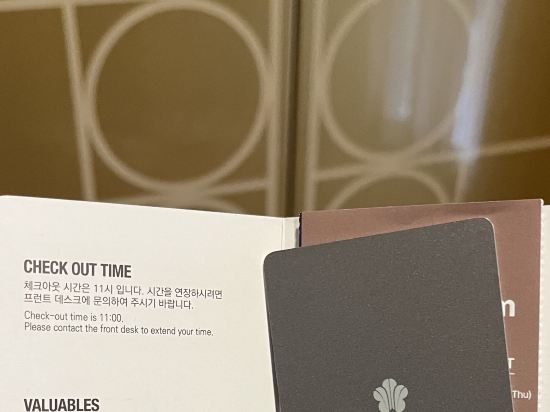 CHECK OUT TIME
체크아웃 시간은 11시 입니다. 시간을 연장하시려면
프런트 데스크에 문의하여 주시기 바랍니다.
Check-out time is 11:00.
Please contact the front desk to extend your time.
VALUABLES
m
T
(Thu)